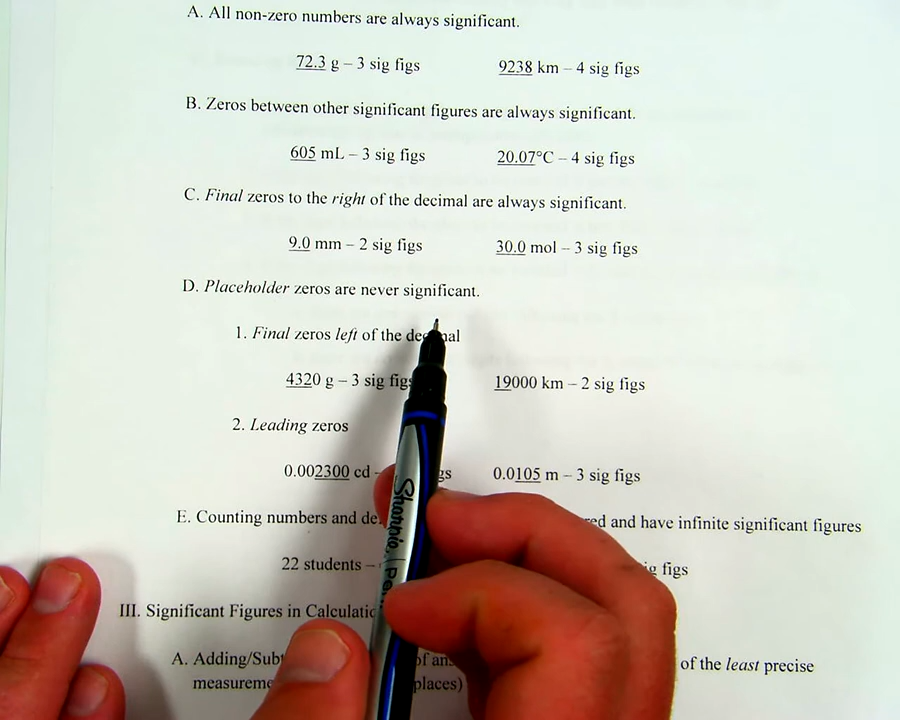 A. All non-zero numbers are always significant.
72.3 g – 3 sig figs 9238 km – 4 sig figs
B. Zeros between other significant figures are always significant.
605 mL – 3 sig figs 20.07°C – 4 sig figs
C. Final zeros to the right of the decimal are always significant.
9.0 mm – 2 sig figs 30.0 mol – 3 sig figs
D. Placeholder zeros are never significant.
1. Final zeros left of the decimal
4320 g – 3 sig figs 19000 km – 2 sig figs
2. Leading zeros
0.002300 cd – 0.0105 m – 3 sig figs
E. Counting numbers and and have infinite significant figures
22 students – sig figs
III. Significant Figures in
A. of the least precise
places)
Sharpie